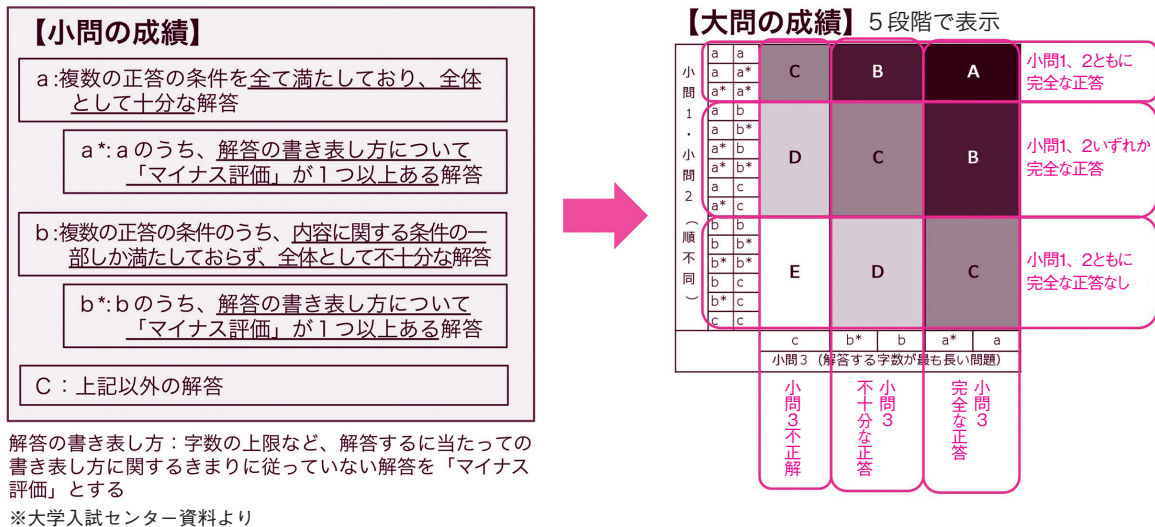 【小問の成績】
a:複数の正答の条件を全て満たしており、全体
として十分な解答
a*:aのうち、解答の書き表し方について
「マイナス評価」が1つ以上ある解答
b:複数の正答の条件のうち、内容に関する条件の一
部しか満たしておらず、全体として不十分な解答
b*:bのうち、解答の書き表し方について
「マイナス評価」が1つ以上ある解答
C:上記以外の解答
解答の書き表し方:字数の上限など、解答するに当たっての
書き表し方に関するきまりに従っていない解答を「マイナス
評価」とする
※大学入試センター資料より
【大問の成績】5段階で表示
小問1・小問2(順不同)
a a
a a*
a* a*
a b
a b*
a* b
a* b*
a c
a* c
b b
b b*
b* b*
b c
b* c
c c
C B A
D C B
E D C
小問1、2ともに
完全な正答
小問1、2いずれか
完全な正答
小問1、2ともに
完全な正答なし
c b* b a* a
小問3(解答する字数が最も長い問題)
小問3不正解
小問3
不十分な正答
小問3
完全な正答